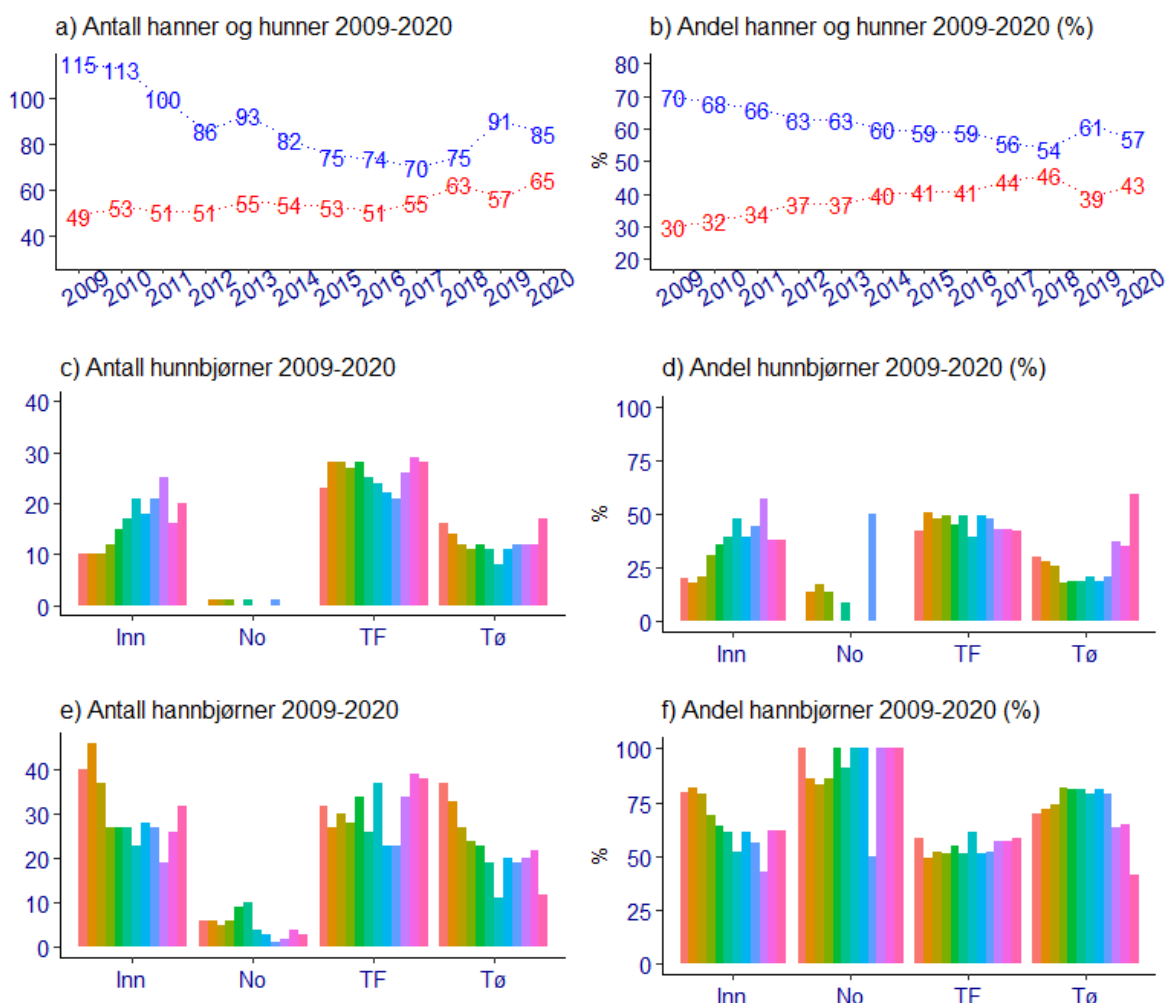 a) Antall hanner og hunner 2009-2020
115 113 100 86 93 82 75 74 70 75 91 85
49 53 51 51 55 54 53 51 55 63 57 65
100
80
60
40
2009 2010 2011 2012 2013 2014 2015 2016 2017 2018 2019 2020
b) Andel hanner og hunner 2009-2020 (%)
80
70
60
50
40
30
20
%
70 68 66 63 63 60 59 59 56 54 61 57
30 32 34 37 37 40 41 41 44 46 39 43
2009 2010 2011 2012 2013 2014 2015 2016 2017 2018 2019 2020
c) Antall hunnbjørner 2009-2020
40
30
20
10
0
Inn No TF Tø
d) Andel hunnbjørner 2009-2020 (%)
100
75
50
25
0
%
Inn No TF Tø
e) Antall hannbjørner 2009-2020
40
30
20
10
0
Inn No TF Tø
f) Andel hannbjørner 2009-2020 (%)
100
75
50
25
0
%
Inn No TF Tø